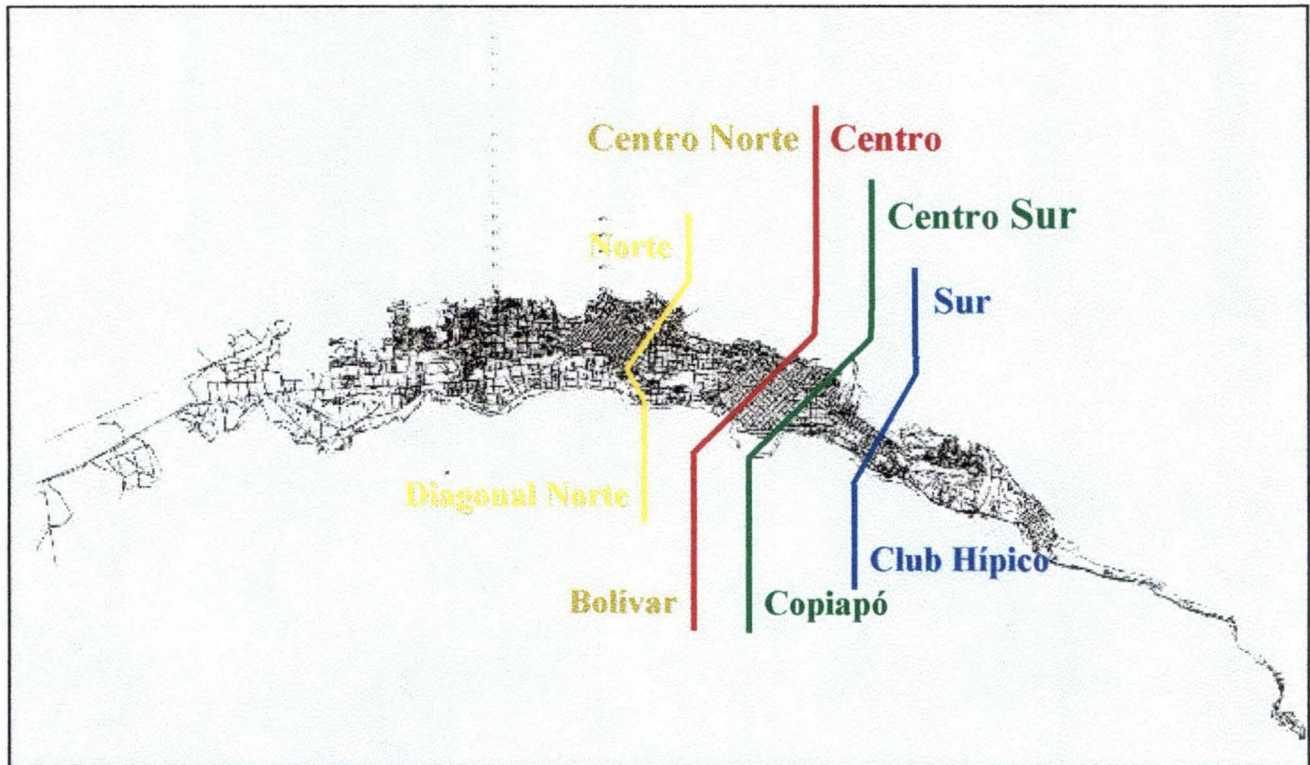 Centro Norte Centro
Centro Sur
Norte
Sur
Diagonal Norte
Club Hípico
Bolívar Copiapó